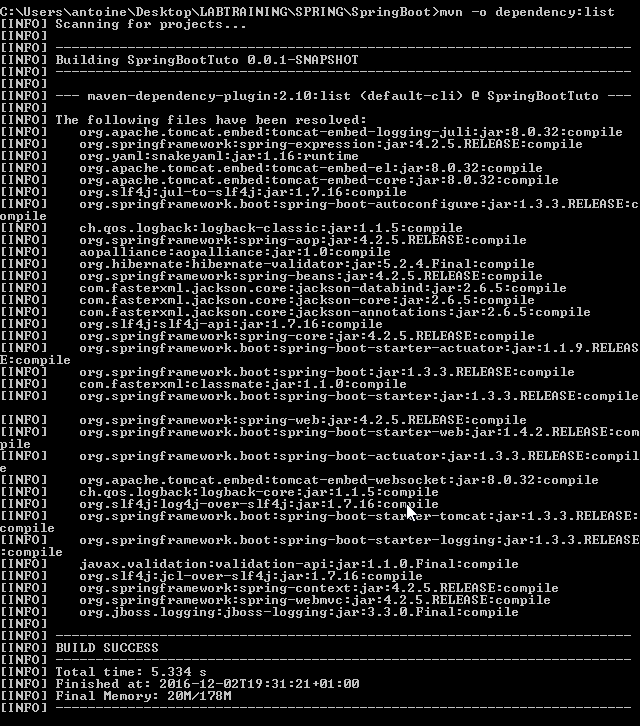 C:\Users\antoine\Desktop\LABTRAINING\SPRING\SpringBoot>mvn -o dependency:list
[INFO] Scanning for projects...
[INFO]
[INFO] ------------------------------------------------------------------------
[INFO] Building SpringBootTuto 0.0.1-SNAPSHOT
[INFO] ------------------------------------------------------------------------
[INFO]
[INFO] --- maven-dependency-plugin:2.10:list (default-cli) @ SpringBootTuto ---
[INFO]
[INFO] The following files have been resolved:
[INFO]    org.apache.tomcat.embed:tomcat-embed-logging-juli:jar:8.0.32:compile
[INFO]    org.springframework:spring-expression:jar:4.2.5.RELEASE:compile
[INFO]    org.yaml:snakeyaml:jar:1.16:runtime
[INFO]    org.apache.tomcat.embed:tomcat-embed-el:jar:8.0.32:compile
[INFO]    org.apache.tomcat.embed:tomcat-embed-core:jar:8.0.32:compile
[INFO]    org.slf4j:jul-to-slf4j:jar:1.7.16:compile
[INFO]    org.springframework.boot:spring-boot-autoconfigure:jar:1.3.3.RELEASE:c
ompile
[INFO]    ch.qos.logback:logback-classic:jar:1.1.5:compile
[INFO]    org.springframework:spring-aop:jar:4.2.5.RELEASE:compile
[INFO]    aopalliance:aopalliance:jar:1.0:compile
[INFO]    org.hibernate:hibernate-validator:jar:5.2.4.Final:compile
[INFO]    org.springframework:spring-beans:jar:4.2.5.RELEASE:compile
[INFO]    com.fasterxml.jackson.core:jackson-databind:jar:2.6.5:compile
[INFO]    com.fasterxml.jackson.core:jackson-core:jar:2.6.5:compile
[INFO]    com.fasterxml.jackson.core:jackson-annotations:jar:2.6.5:compile
[INFO]    org.slf4j:slf4j-api:jar:1.7.16:compile
[INFO]    org.springframework:spring-core:jar:4.2.5.RELEASE:compile
[INFO]    org.springframework.boot:spring-boot-starter-actuator:jar:1.1.9.RELEAS
E:compile
[INFO]    org.springframework.boot:spring-boot:jar:1.3.3.RELEASE:compile
[INFO]    com.fasterxml:classmate:jar:1.1.0:compile
[INFO]    org.springframework.boot:spring-boot-starter:jar:1.3.3.RELEASE:compile
[INFO]    org.springframework:spring-web:jar:4.2.5.RELEASE:compile
[INFO]    org.springframework.boot:spring-boot-starter-web:jar:1.4.2.RELEASE:com
pile
[INFO]    org.springframework.boot:spring-boot-actuator:jar:1.3.3.RELEASE:compil
e
[INFO]    org.apache.tomcat.embed:tomcat-embed-websocket:jar:8.0.32:compile
[INFO]    ch.qos.logback:logback-core:jar:1.1.5:compile
[INFO]    org.slf4j:log4j-over-slf4j:jar:1.7.16:compile
[INFO]    org.springframework.boot:spring-boot-starter-tomcat:jar:1.3.3.RELEASE:
compile
[INFO]    org.springframework.boot:spring-boot-starter-logging:jar:1.3.3.RELEASE
:compile
[INFO]    javax.validation:validation-api:jar:1.1.0.Final:compile
[INFO]    org.slf4j:jcl-over-slf4j:jar:1.7.16:compile
[INFO]    org.springframework:spring-context:jar:4.2.5.RELEASE:compile
[INFO]    org.springframework:spring-webmvc:jar:4.2.5.RELEASE:compile
[INFO]    org.jboss.logging:jboss-logging:jar:3.3.0.Final:compile
[INFO]
[INFO] ------------------------------------------------------------------------
[INFO] BUILD SUCCESS
[INFO] ------------------------------------------------------------------------
[INFO] Total time: 5.334 s
[INFO] Finished at: 2016-12-02T19:31:21+01:00
[INFO] Final Memory: 20M/178M
[INFO] ------------------------------------------------------------------------